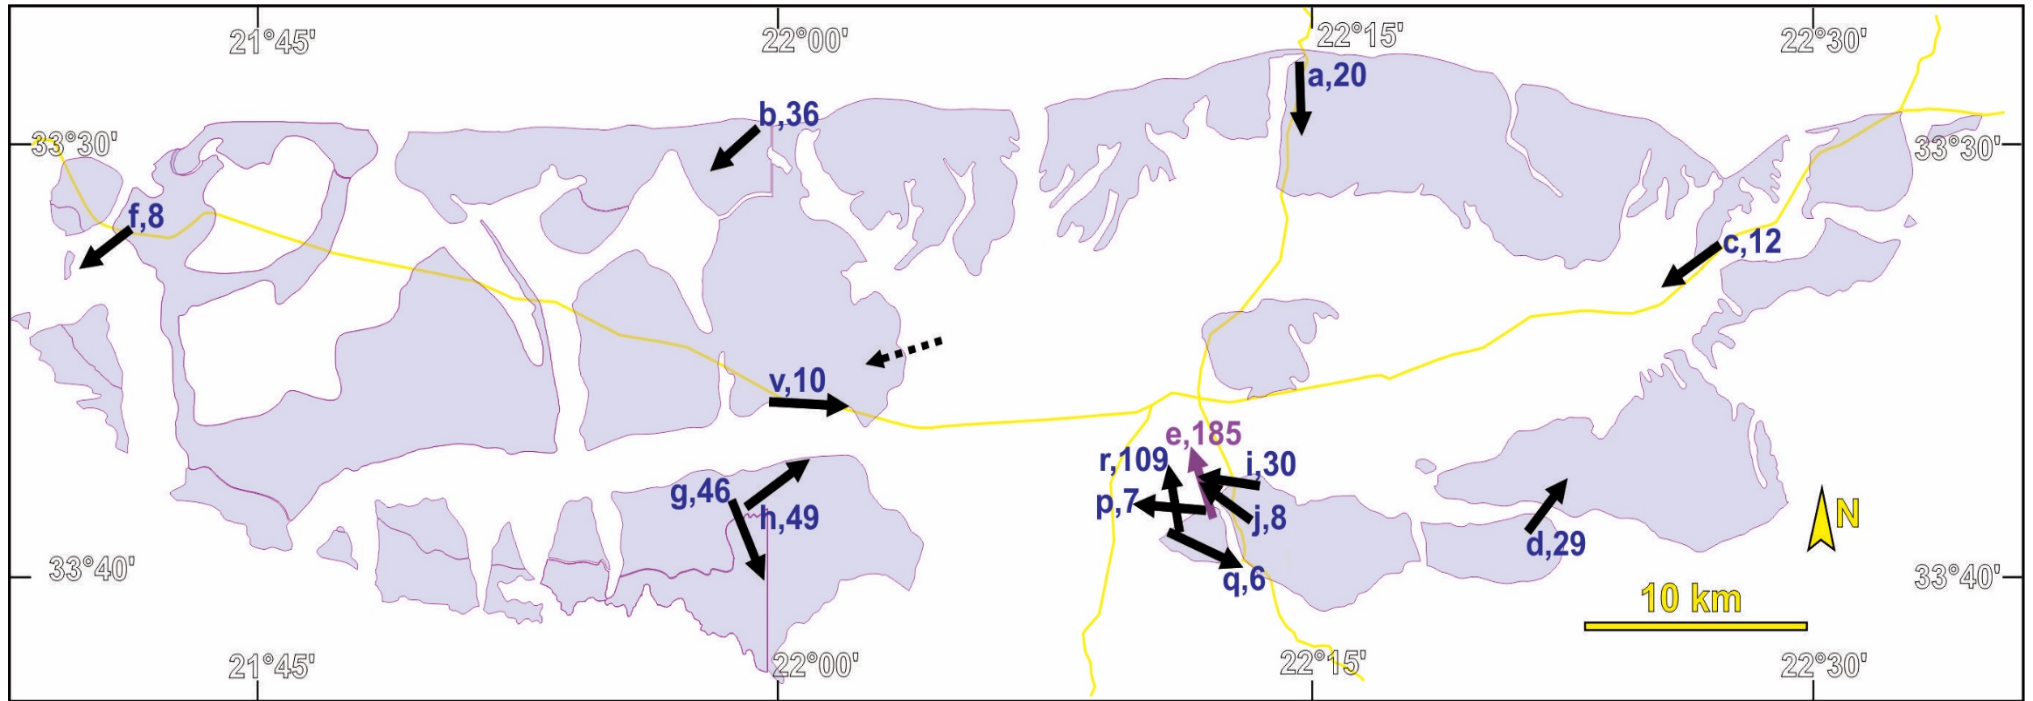 21°45'
22°00'
22°15'
22°30'
a,20
b,36
33°30'
33°30'
f,8
c,12
v,10
e,185
r,109
i,30
g,46
p,7
h,49
j,8
N
d,29
33°40'
q,6
33°40'
10 km
21°45'
22°00'
22°15'
22°30'